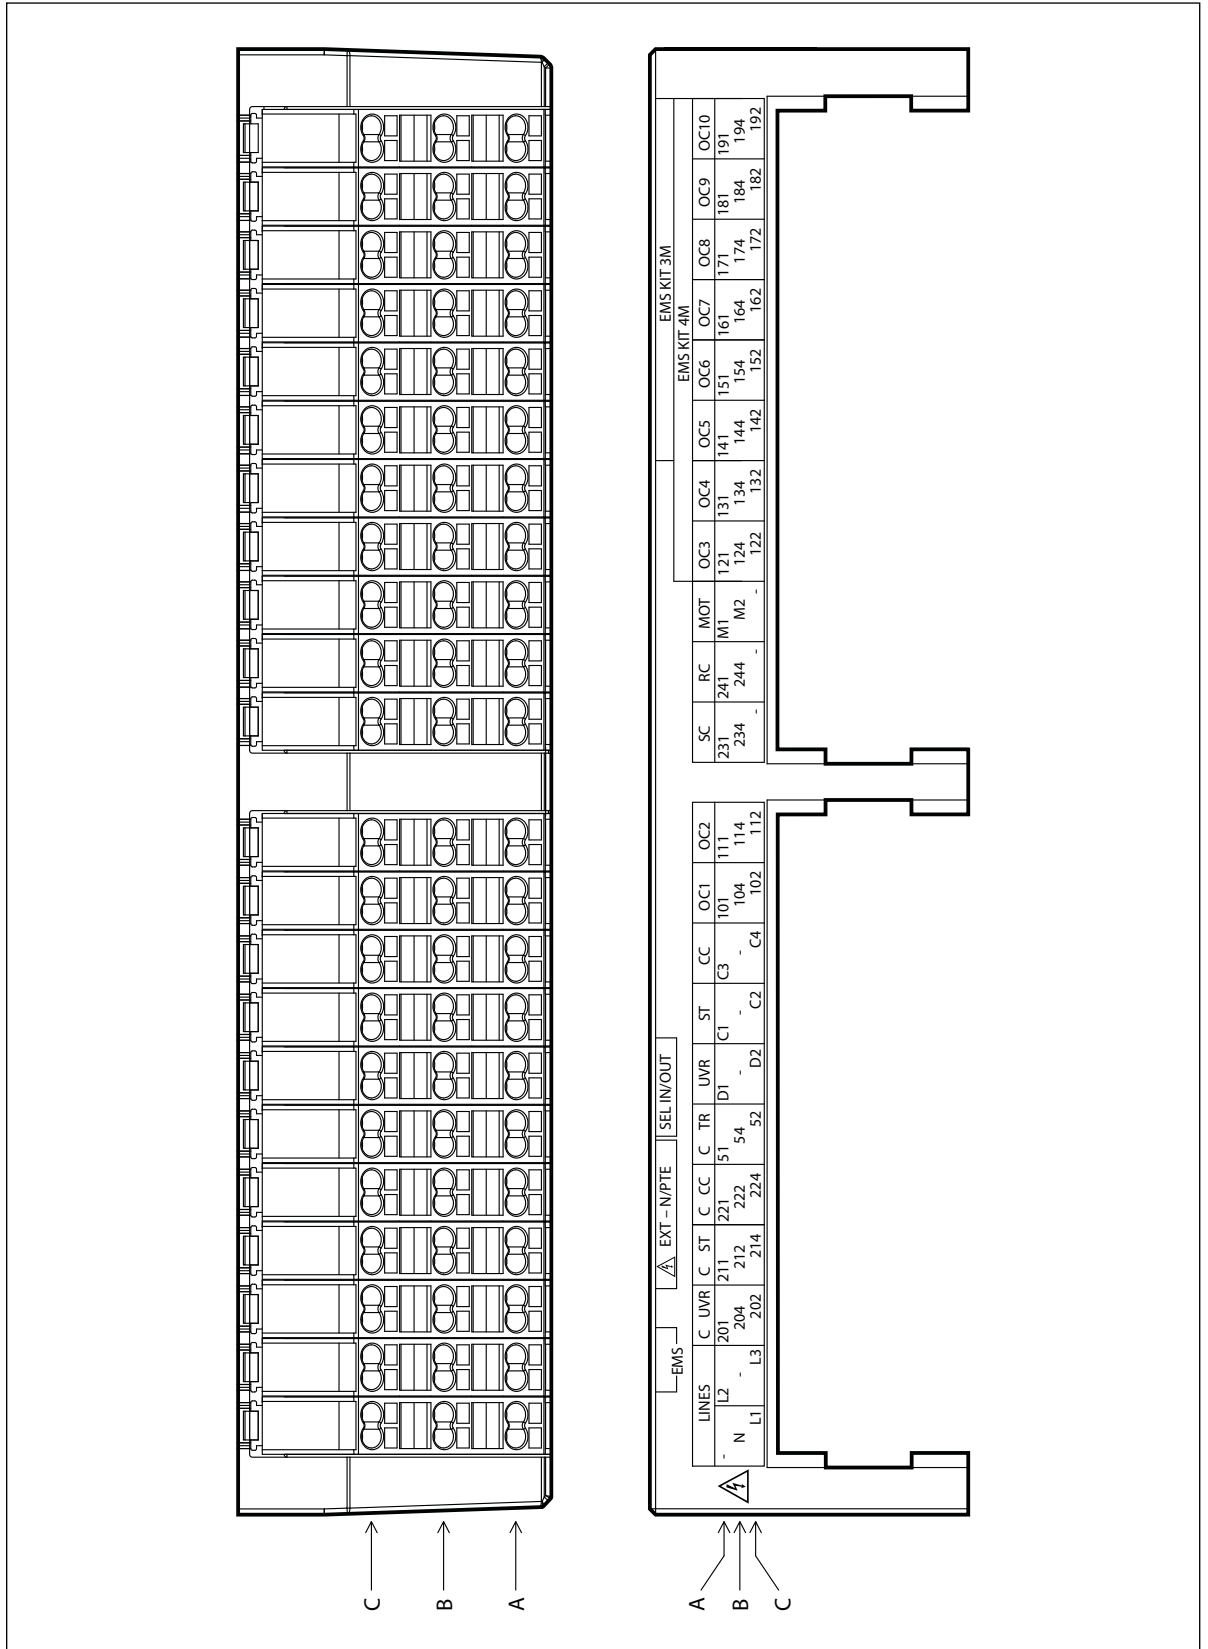 EMS KIT 3M
EMS KIT 4M
SEL IN/OUT
EXT – N/PTE
EMS
LINES
C UVR
C ST
C CC
C TR
UVR
ST
CC
OC1
OC2
SC
RC
MOT
OC3
OC4
OC5
OC6
OC7
OC8
OC9
OC10
- L2 201 211 221 51 D1 C1 C3 101 111 231 241 M1 121 131 141 151 161 171 181 191
N - 204 212 222 54 - - - 104 114 234 244 M2 124 134 144 154 164 174 184 194
L1 L3 202 214 224 52 D2 C2 C4 102 112 - - - 122 132 142 152 162 172 182 192
C
B
A
A
B
C